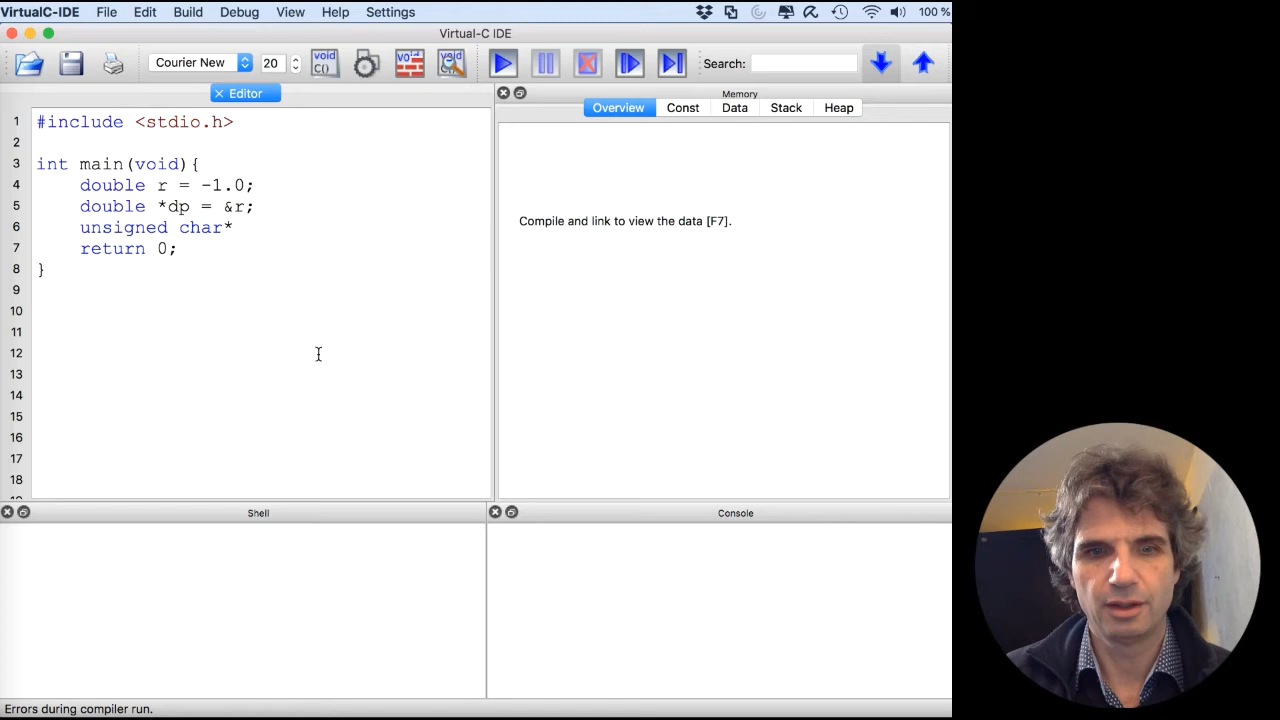 VirtualC-IDE File Edit Build Debug View Help Settings 100 %
Virtual-C IDE
Courier New 20 void C() Search:
Editor
Memory
Overview Const Data Stack Heap
1 #include <stdio.h>
2
3 int main(void){
4 double r = -1.0;
5 double *dp = &r;
6 unsigned char*
7 return 0;
8 }
9
10
11
12
13
14
15
16
17
18
Compile and link to view the data [F7].
Shell
Console
Errors during compiler run.